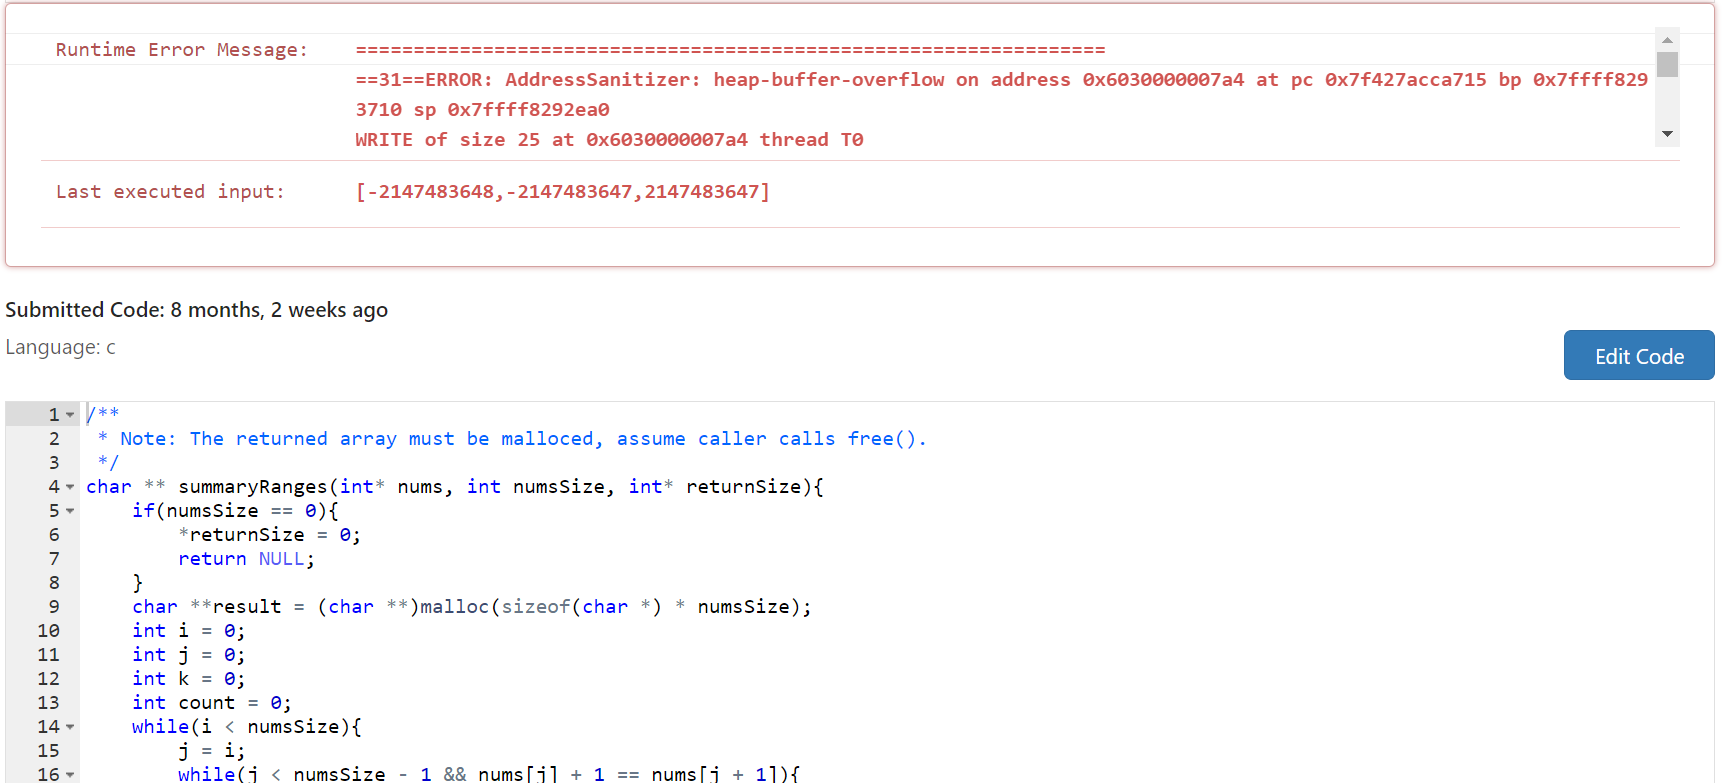 Runtime Error Message: =================================================================
==31==ERROR: AddressSanitizer: heap-buffer-overflow on address 0x6030000007a4 at pc 0x7f427acca715 bp 0x7ffff829
3710 sp 0x7ffff8292ea0
WRITE of size 25 at 0x6030000007a4 thread T0
Last executed input: [-2147483648,-2147483647,2147483647]
Submitted Code: 8 months, 2 weeks ago
Language: c
Edit Code
1 /**
2  * Note: The returned array must be malloced, assume caller calls free().
3  */
4 char ** summaryRanges(int* nums, int numsSize, int* returnSize){
5     if(numsSize == 0){
6         *returnSize = 0;
7         return NULL;
8     }
9     char **result = (char **)malloc(sizeof(char *) * numsSize);
10     int i = 0;
11     int j = 0;
12     int k = 0;
13     int count = 0;
14     while(i < numsSize){
15         j = i;
16         while(j < numsSize - 1 && nums[j] + 1 == nums[j + 1]){